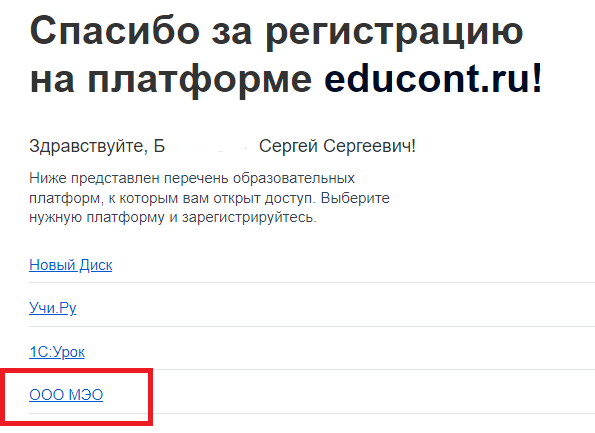 Спасибо за регистрацию
на платформе educont.ru!
Здравствуйте, Б Сергей Сергеевич!
Ниже представлен перечень образовательных
платформ, к которым вам открыт доступ. Выберите
нужную платформу и зарегистрируйтесь.
Новый Диск
Учи.Ру
1С:Урок
ООО МЭО